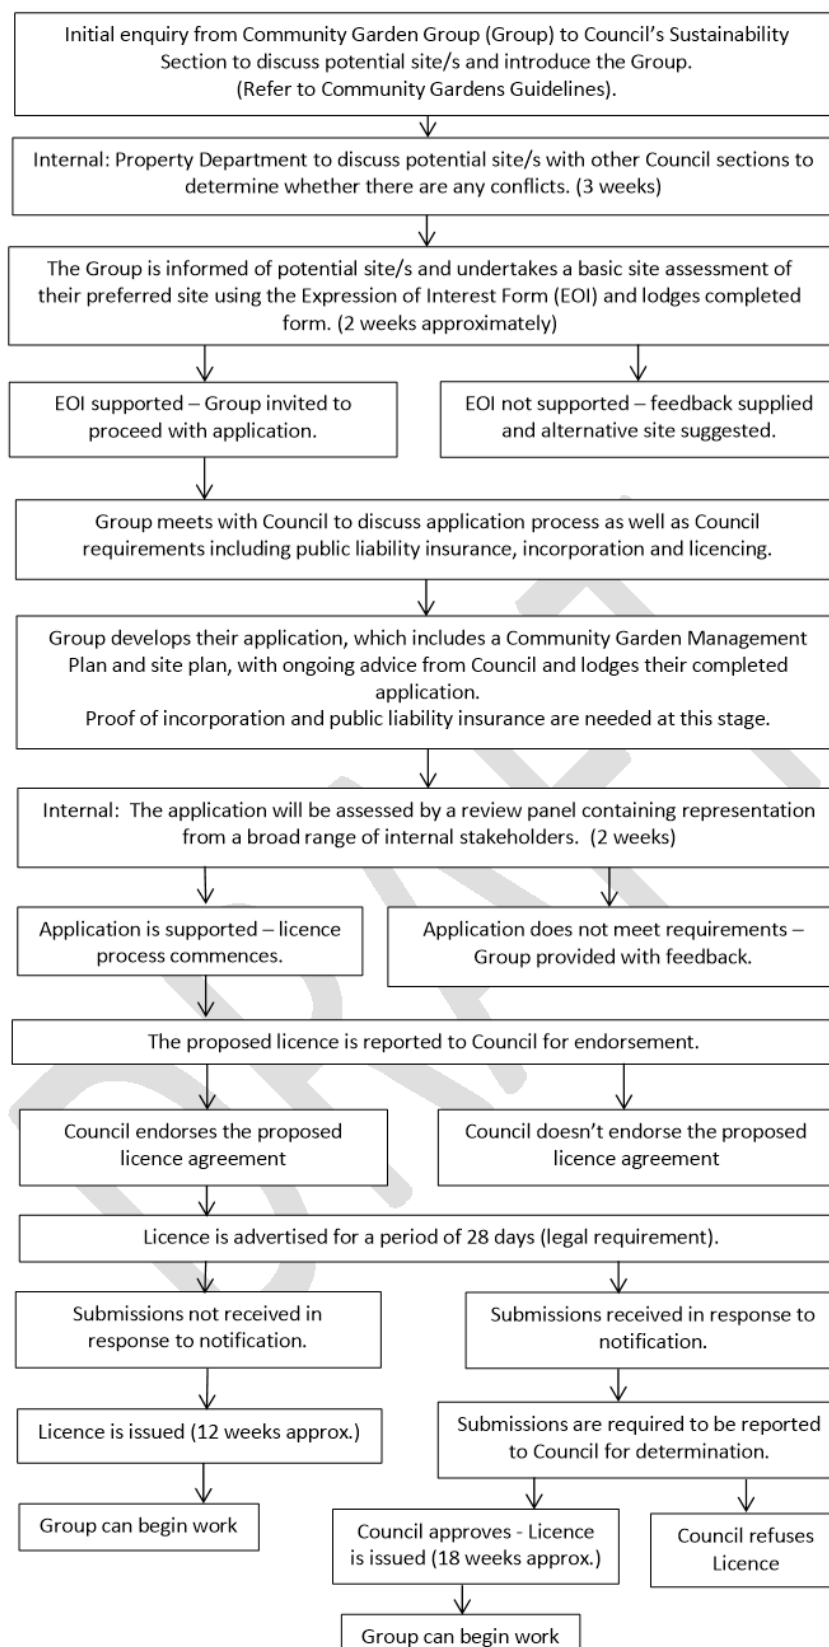 Initial enquiry from Community Garden Group (Group) to Council's Sustainability
Section to discuss potential site/s and introduce the Group.
(Refer to Community Gardens Guidelines).
Internal: Property Department to discuss potential site/s with other Council sections to
determine whether there are any conflicts. (3 weeks)
The Group is informed of potential site/s and undertakes a basic site assessment of
their preferred site using the Expression of Interest Form (EOI) and lodges completed
form. (2 weeks approximately)
EOI supported – Group invited to
proceed with application.
EOI not supported – feedback supplied
and alternative site suggested.
Group meets with Council to discuss application process as well as Council
requirements including public liability insurance, incorporation and licencing.
Group develops their application, which includes a Community Garden Management
Plan and site plan, with ongoing advice from Council and lodges their completed
application.
Proof of incorporation and public liability insurance are needed at this stage.
Internal: The application will be assessed by a review panel containing representation
from a broad range of internal stakeholders. (2 weeks)
Application is supported – licence
process commences.
Application does not meet requirements –
Group provided with feedback.
The proposed licence is reported to Council for endorsement.
Council endorses the proposed
licence agreement
Council doesn't endorse the proposed
licence agreement
Licence is advertised for a period of 28 days (legal requirement).
Submissions not received in
response to notification.
Submissions received in response to
notification.
Licence is issued (12 weeks approx.)
Submissions are required to be reported
to Council for determination.
Group can begin work
Council approves - Licence
is issued (18 weeks approx.)
Council refuses
Licence
Group can begin work
DRAFT